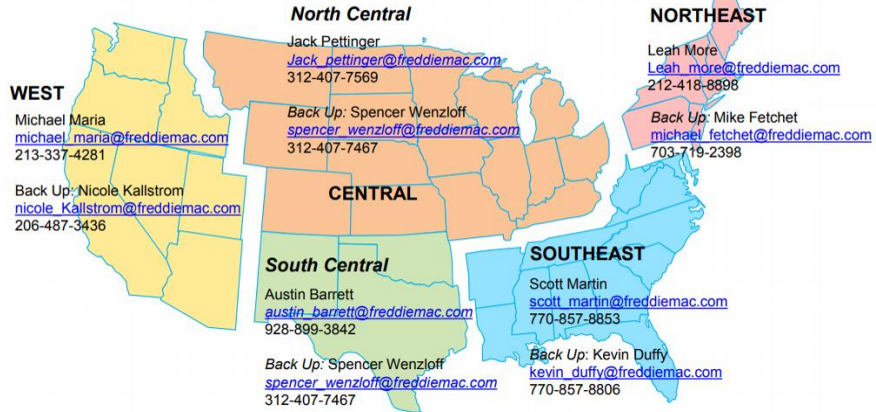 North Central
Jack Pettinger
Jack_pettinger@freddiemac.com
312-407-7569
Back Up: Spencer Wenzloff
spencer_wenzloff@freddiemac.com
312-407-7467
NORTHEAST
Leah More
Leah_more@freddiemac.com
212-418-8898
Back Up: Mike Fetchet
michael_fetchet@freddiemac.com
703-719-2398
WEST
Michael Maria
michael_maria@freddiemac.com
213-337-4281
Back Up: Nicole Kallstrom
nicole_Kallstrom@freddiemac.com
206-487-3436
CENTRAL
South Central
Austin Barrett
austin_barrett@freddiemac.com
928-899-3842
Back Up: Spencer Wenzloff
spencer_wenzloff@freddiemac.com
312-407-7467
SOUTHEAST
Scott Martin
scott_martin@freddiemac.com
770-857-8853
Back Up: Kevin Duffy
kevin_duffy@freddiemac.com
770-857-8806